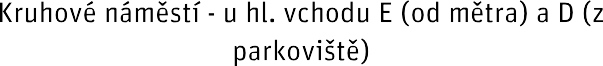 Kruhové náměstí - u hl. vchodu E (od mětra) a D (z
parkoviště)